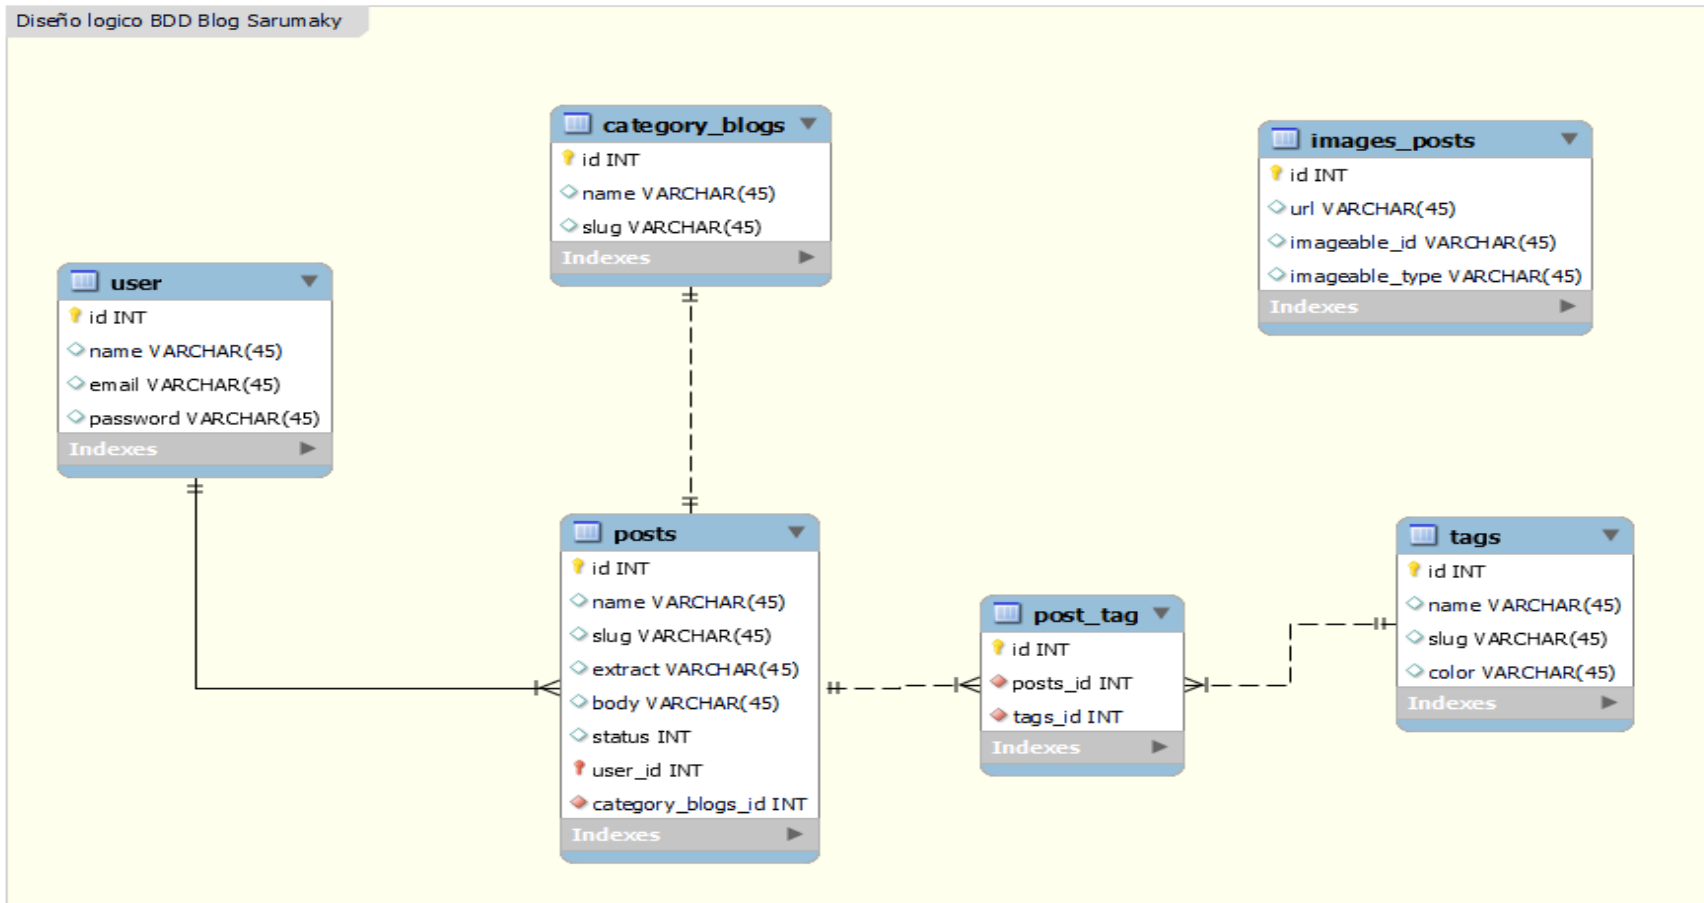 Diseño logico BDD Blog Sarumaky
category_blogs
id INT
name VARCHAR(45)
slug VARCHAR(45)
Indexes
images_posts
id INT
url VARCHAR(45)
imageable_id VARCHAR(45)
imageable_type VARCHAR(45)
Indexes
user
id INT
name VARCHAR(45)
email VARCHAR(45)
password VARCHAR(45)
Indexes
posts
id INT
name VARCHAR(45)
slug VARCHAR(45)
extract VARCHAR(45)
body VARCHAR(45)
status INT
user_id INT
category_blogs_id INT
Indexes
post_tag
id INT
posts_id INT
tags_id INT
Indexes
tags
id INT
name VARCHAR(45)
slug VARCHAR(45)
color VARCHAR(45)
Indexes